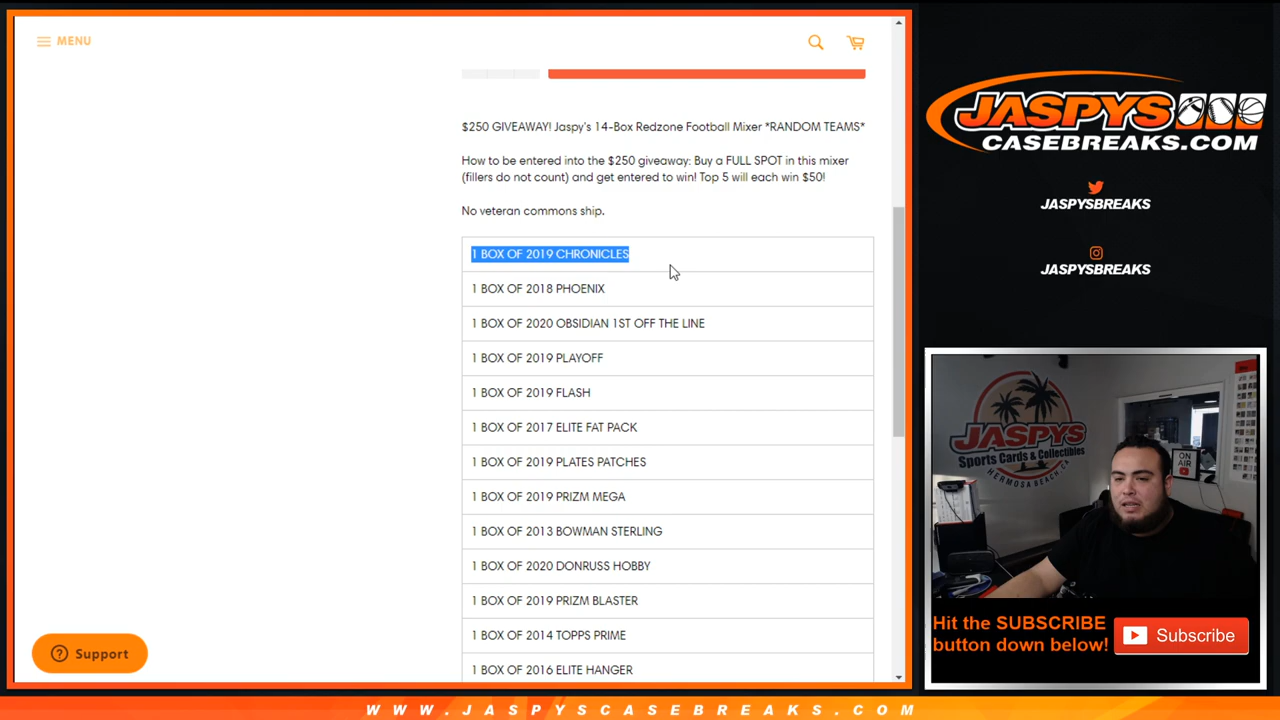 MENU
$250 GIVEAWAY! Jaspy's 14-Box Redzone Football Mixer *RANDOM TEAMS*
How to be entered into the $250 giveaway: Buy a FULL SPOT in this mixer
(fillers do not count) and get entered to win! Top 5 will each win $50!
No veteran commons ship.
1 BOX OF 2019 CHRONICLES
1 BOX OF 2018 PHOENIX
1 BOX OF 2020 OBSIDIAN 1ST OFF THE LINE
1 BOX OF 2019 PLAYOFF
1 BOX OF 2019 FLASH
1 BOX OF 2017 ELITE FAT PACK
1 BOX OF 2019 PLATES PATCHES
1 BOX OF 2019 PRIZM MEGA
1 BOX OF 2013 BOWMAN STERLING
1 BOX OF 2020 DONRUSS HOBBY
1 BOX OF 2019 PRIZM BLASTER
1 BOX OF 2014 TOPPS PRIME
1 BOX OF 2016 ELITE HANGER
Support
JASPYS
CASEBREAKS.COM
JASPYSBREAKS
JASPYSBREAKS
JASPYS
Sports Cards & Collectibles
HERMOSA BEACH, CA
ON
AIR
Hit the SUBSCRIBE
button down below!
Subscribe
WWW.JASPYSCASEBREAKS.COM